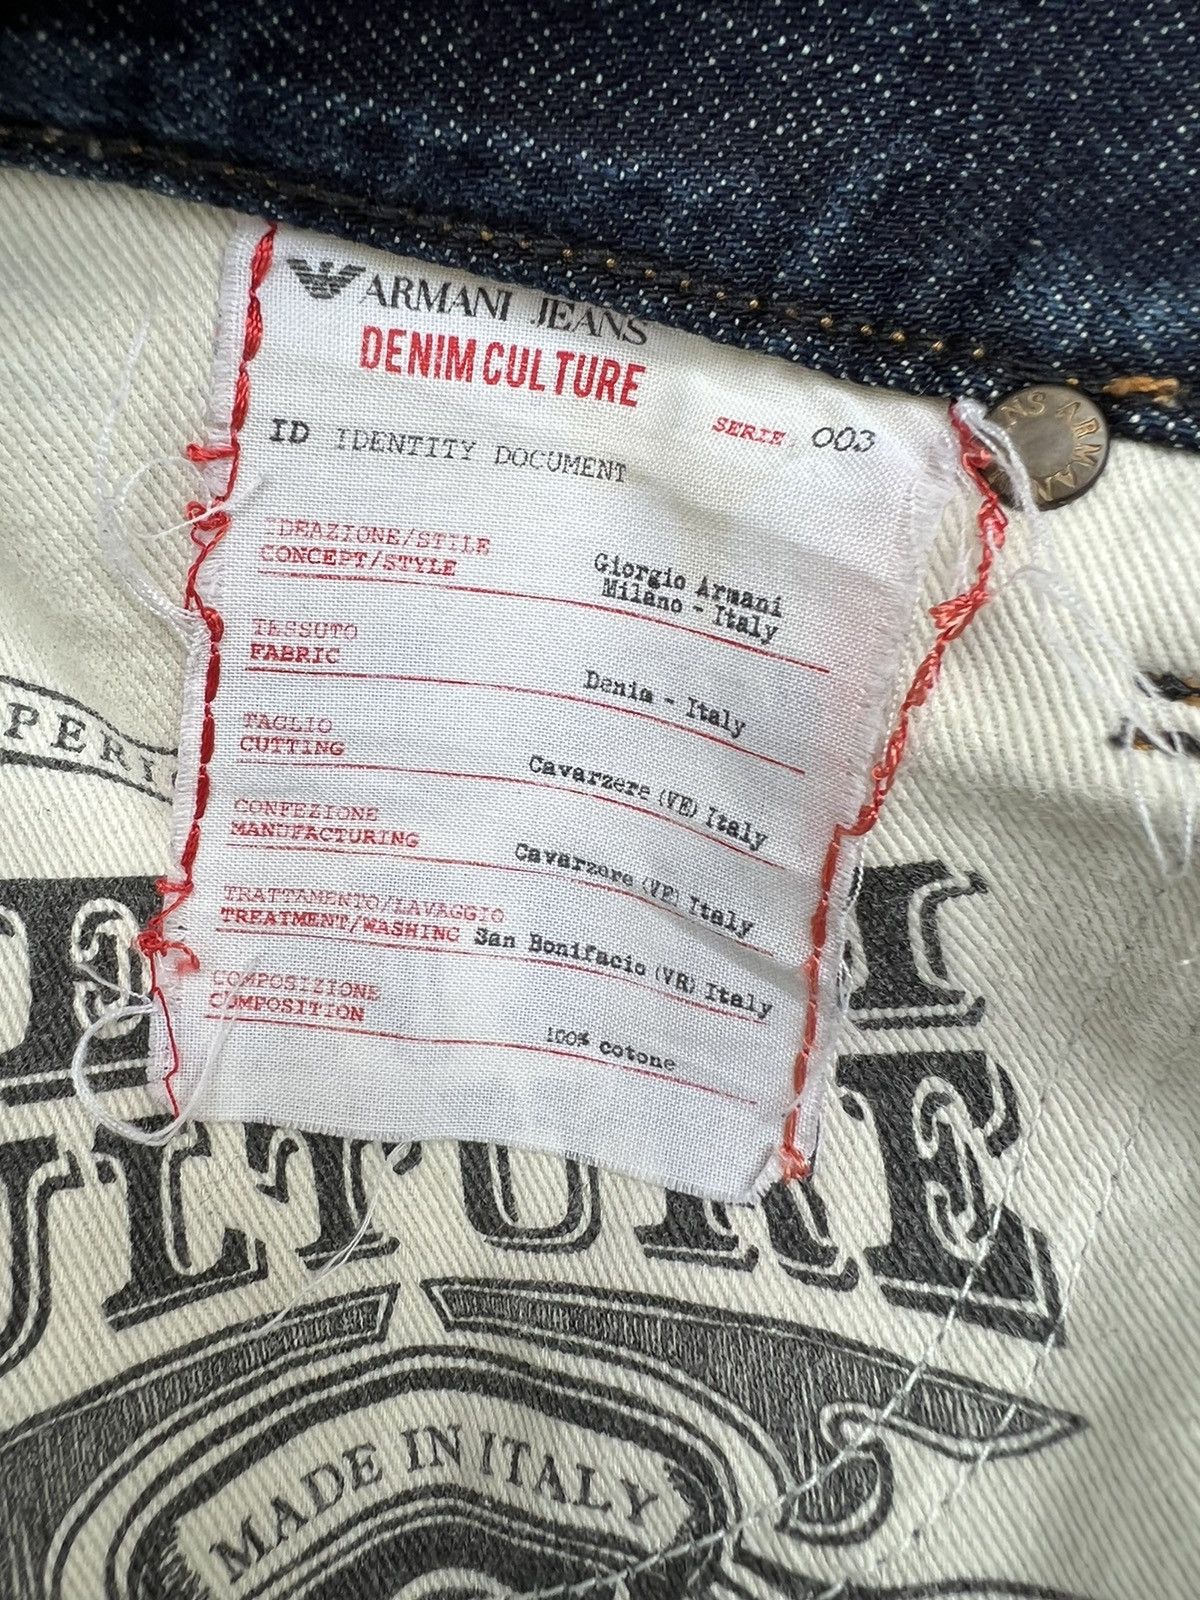 ARMANI JEANS
DENIM CULTURE
SERIE 003
ID IDENTITY DOCUMENT
IDEAZIONE/STILE
CONCEPT/STYLE
Giorgio Armani
Milano - Italy
TESSUTO
FABRIC
Denim - Italy
TAGLIO
CUTTING
Cavarzere (VE) Italy
CONFEZIONE
MANUFACTURING
Cavarzere (VE) Italy
TRATTAMENTO/LAVAGGIO
TREATMENT/WASHING San Bonifacio (VR) Italy
COMPOSIZIONE
COMPOSITION
100% cotone
MADE IN ITALY